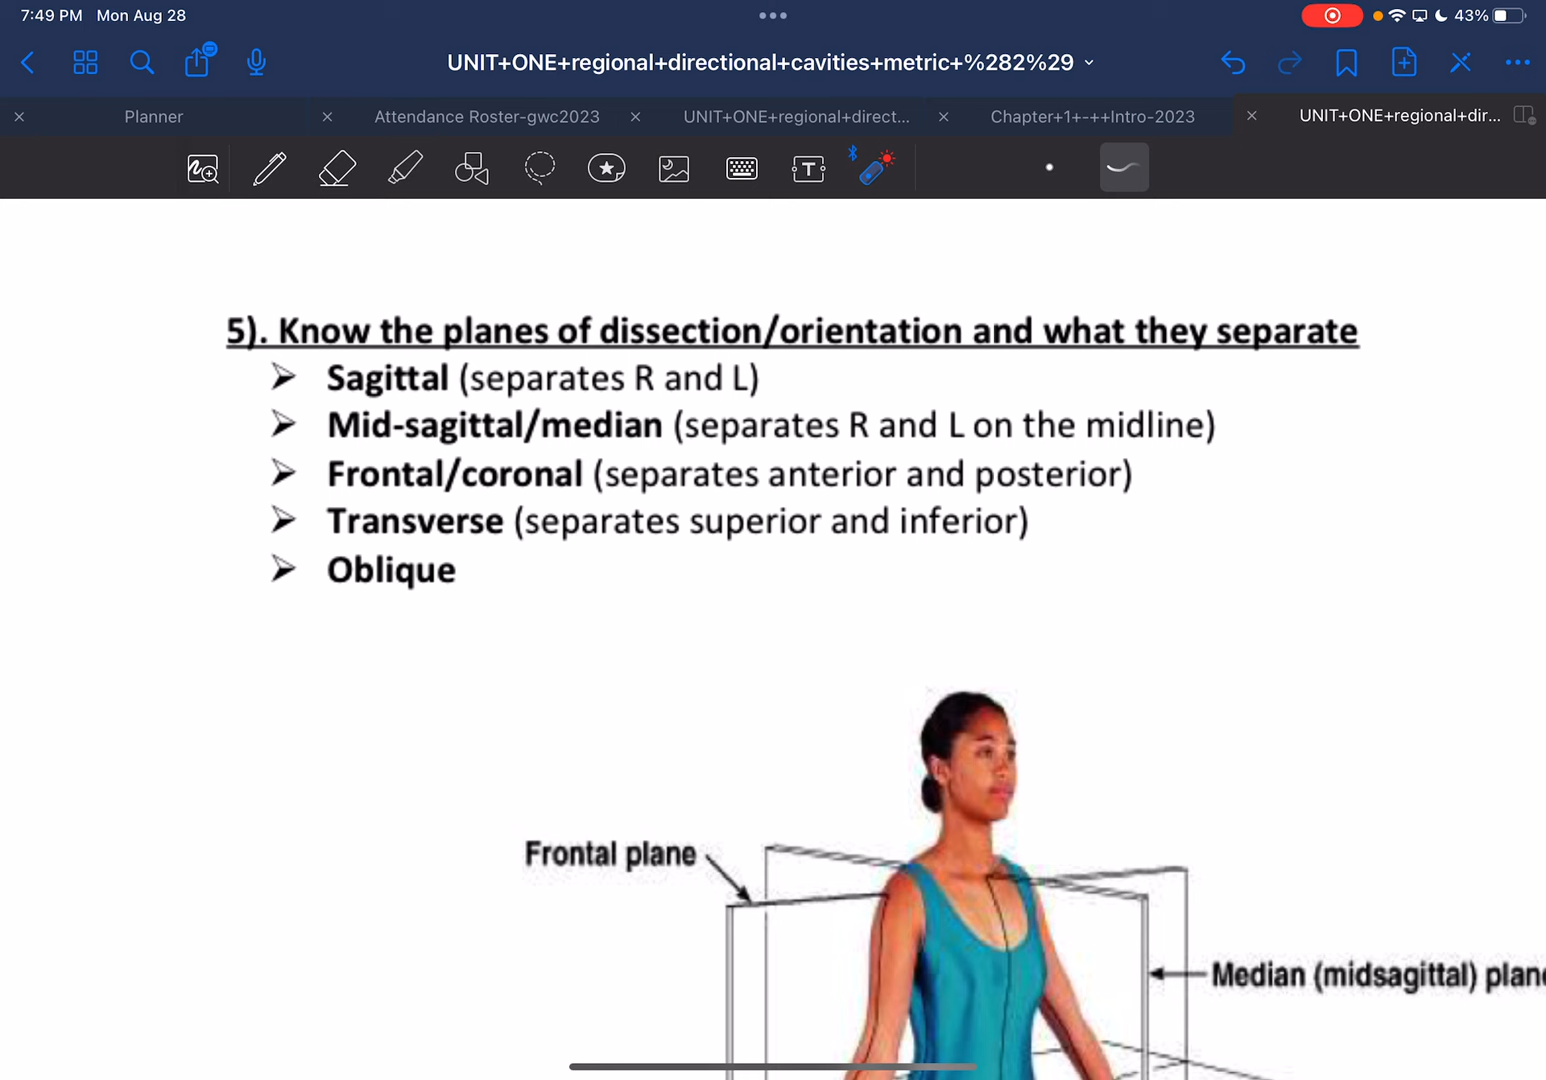 7:49 PM Mon Aug 28
43%
UNIT+ONE+regional+directional+cavities+metric+%282%29
Planner
Attendance Roster-gwc2023
UNIT+ONE+regional+direct...
Chapter+1+-++Intro-2023
UNIT+ONE+regional+dir...
T
5). Know the planes of dissection/orientation and what they separate
➢ Sagittal (separates R and L)
➢ Mid-sagittal/median (separates R and L on the midline)
➢ Frontal/coronal (separates anterior and posterior)
➢ Transverse (separates superior and inferior)
➢ Oblique
Frontal plane
Median (midsagittal) plane